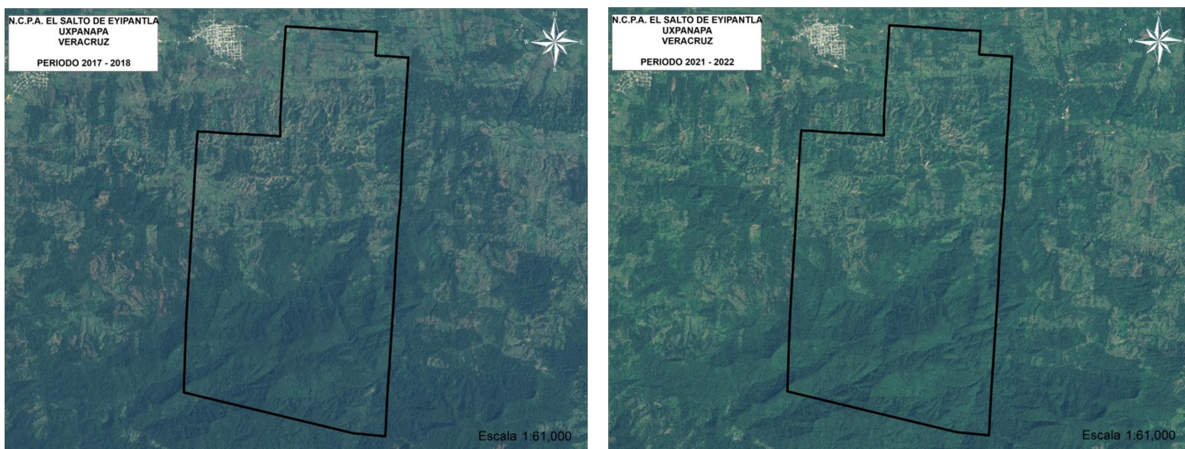 N.C.P.A. EL SALTO DE EYIPANTLA
UXPANAPA
VERACRUZ
PERIODO 2017 - 2018
N
W
E
S
Escala 1:61,000
N.C.P.A. EL SALTO DE EYIPANTLA
UXPANAPA
VERACRUZ
PERIODO 2021 - 2022
N
W
E
S
Escala 1:61,000